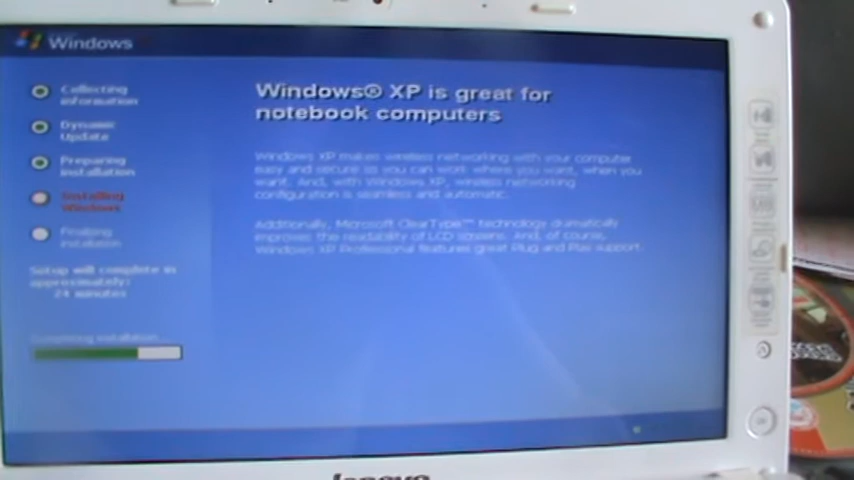 Windows
Collecting
information
Dynamic
Update
Preparing
installation
Installing
Windows
Finalizing
installation
Setup will complete in
approximately:
24 minutes
Completing installation...
Windows® XP is great for
notebook computers
Windows XP makes wireless networking with your computer
easy and secure so you can work where you want, when you
want. And, with Windows XP, wireless networking
configuration is seamless and automatic.
Additionally, Microsoft ClearType™ technology dramatically
improves the readability of LCD screens. And, of course,
Windows XP Professional features great Plug and Play support.
lenovo